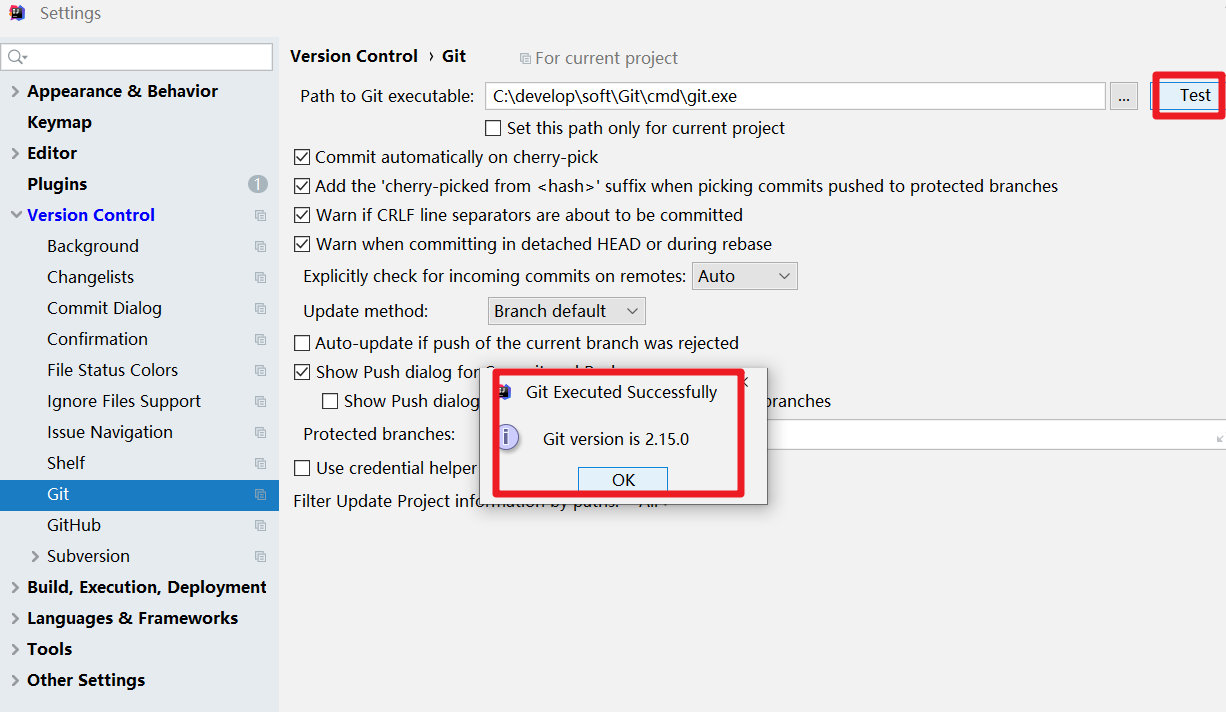 Settings
Appearance & Behavior
Keymap
Editor
Plugins
1
Version Control
Background
Changelists
Commit Dialog
Confirmation
File Status Colors
Ignore Files Support
Issue Navigation
Shelf
Git
GitHub
Subversion
Build, Execution, Deployment
Languages & Frameworks
Tools
Other Settings
Version Control › Git
For current project
Path to Git executable: C:\develop\soft\Git\cmd\git.exe ... Test
Set this path only for current project
Commit automatically on cherry-pick
Add the 'cherry-picked from <hash>' suffix when picking commits pushed to protected branches
Warn if CRLF line separators are about to be committed
Warn when committing in detached HEAD or during rebase
Explicitly check for incoming commits on remotes: Auto
Update method: Branch default
Auto-update if push of the current branch was rejected
Show Push dialog for
Show Push dialog branches
Protected branches:
Use credential helper
Filter Update Project information by paths: All
Git Executed Successfully
Git version is 2.15.0
OK